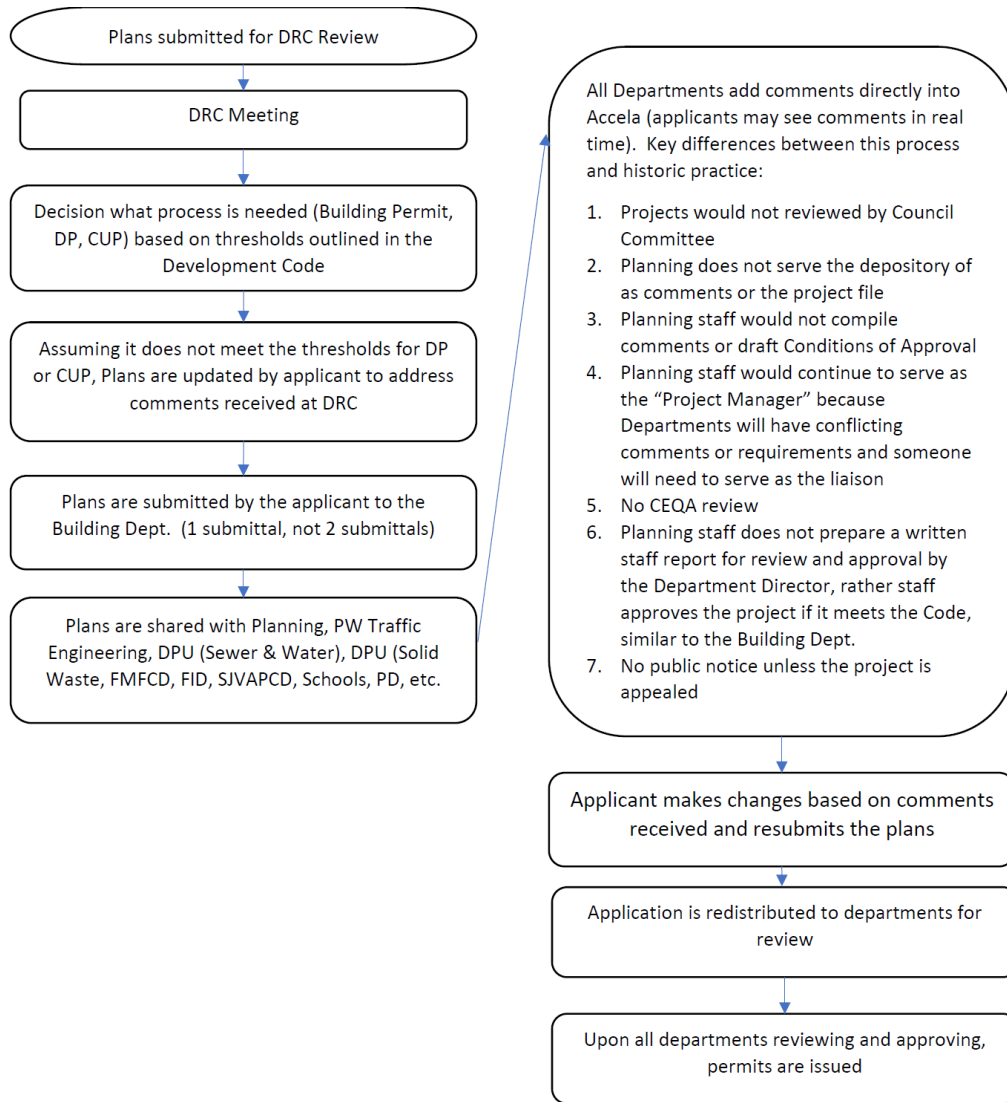 Plans submitted for DRC Review
DRC Meeting
Decision what process is needed (Building Permit,
DP, CUP) based on thresholds outlined in the
Development Code
Assuming it does not meet the thresholds for DP
or CUP, Plans are updated by applicant to address
comments received at DRC
Plans are submitted by the applicant to the
Building Dept.  (1 submittal, not 2 submittals)
Plans are shared with Planning, PW Traffic
Engineering, DPU (Sewer & Water), DPU (Solid
Waste, FMFCD, FID, SJVAPCD, Schools, PD, etc.
All Departments add comments directly into
Accela (applicants may see comments in real
time).  Key differences between this process
and historic practice:
1. Projects would not reviewed by Council
Committee
2. Planning does not serve the depository of
as comments or the project file
3. Planning staff would not compile
comments or draft Conditions of Approval
4. Planning staff would continue to serve as
the “Project Manager” because
Departments will have conflicting
comments or requirements and someone
will need to serve as the liaison
5. No CEQA review
6. Planning staff does not prepare a written
staff report for review and approval by
the Department Director, rather staff
approves the project if it meets the Code,
similar to the Building Dept.
7. No public notice unless the project is
appealed
Applicant makes changes based on comments
received and resubmits the plans
Application is redistributed to departments for
review
Upon all departments reviewing and approving,
permits are issued